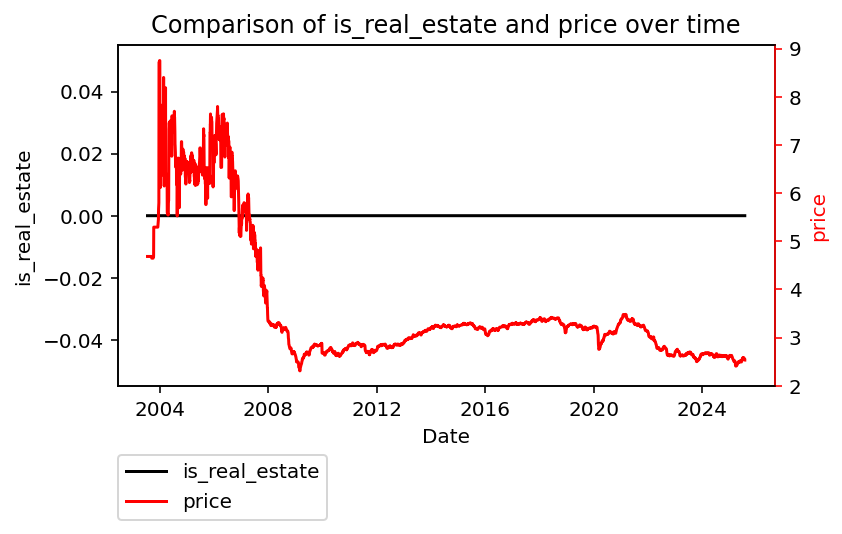 Comparison of is_real_estate and price over time
0.04
0.02
0.00
−0.02
−0.04
is_real_estate
9
8
7
6
5
4
3
2
price
2004 2008 2012 2016 2020 2024
Date
is_real_estate
price